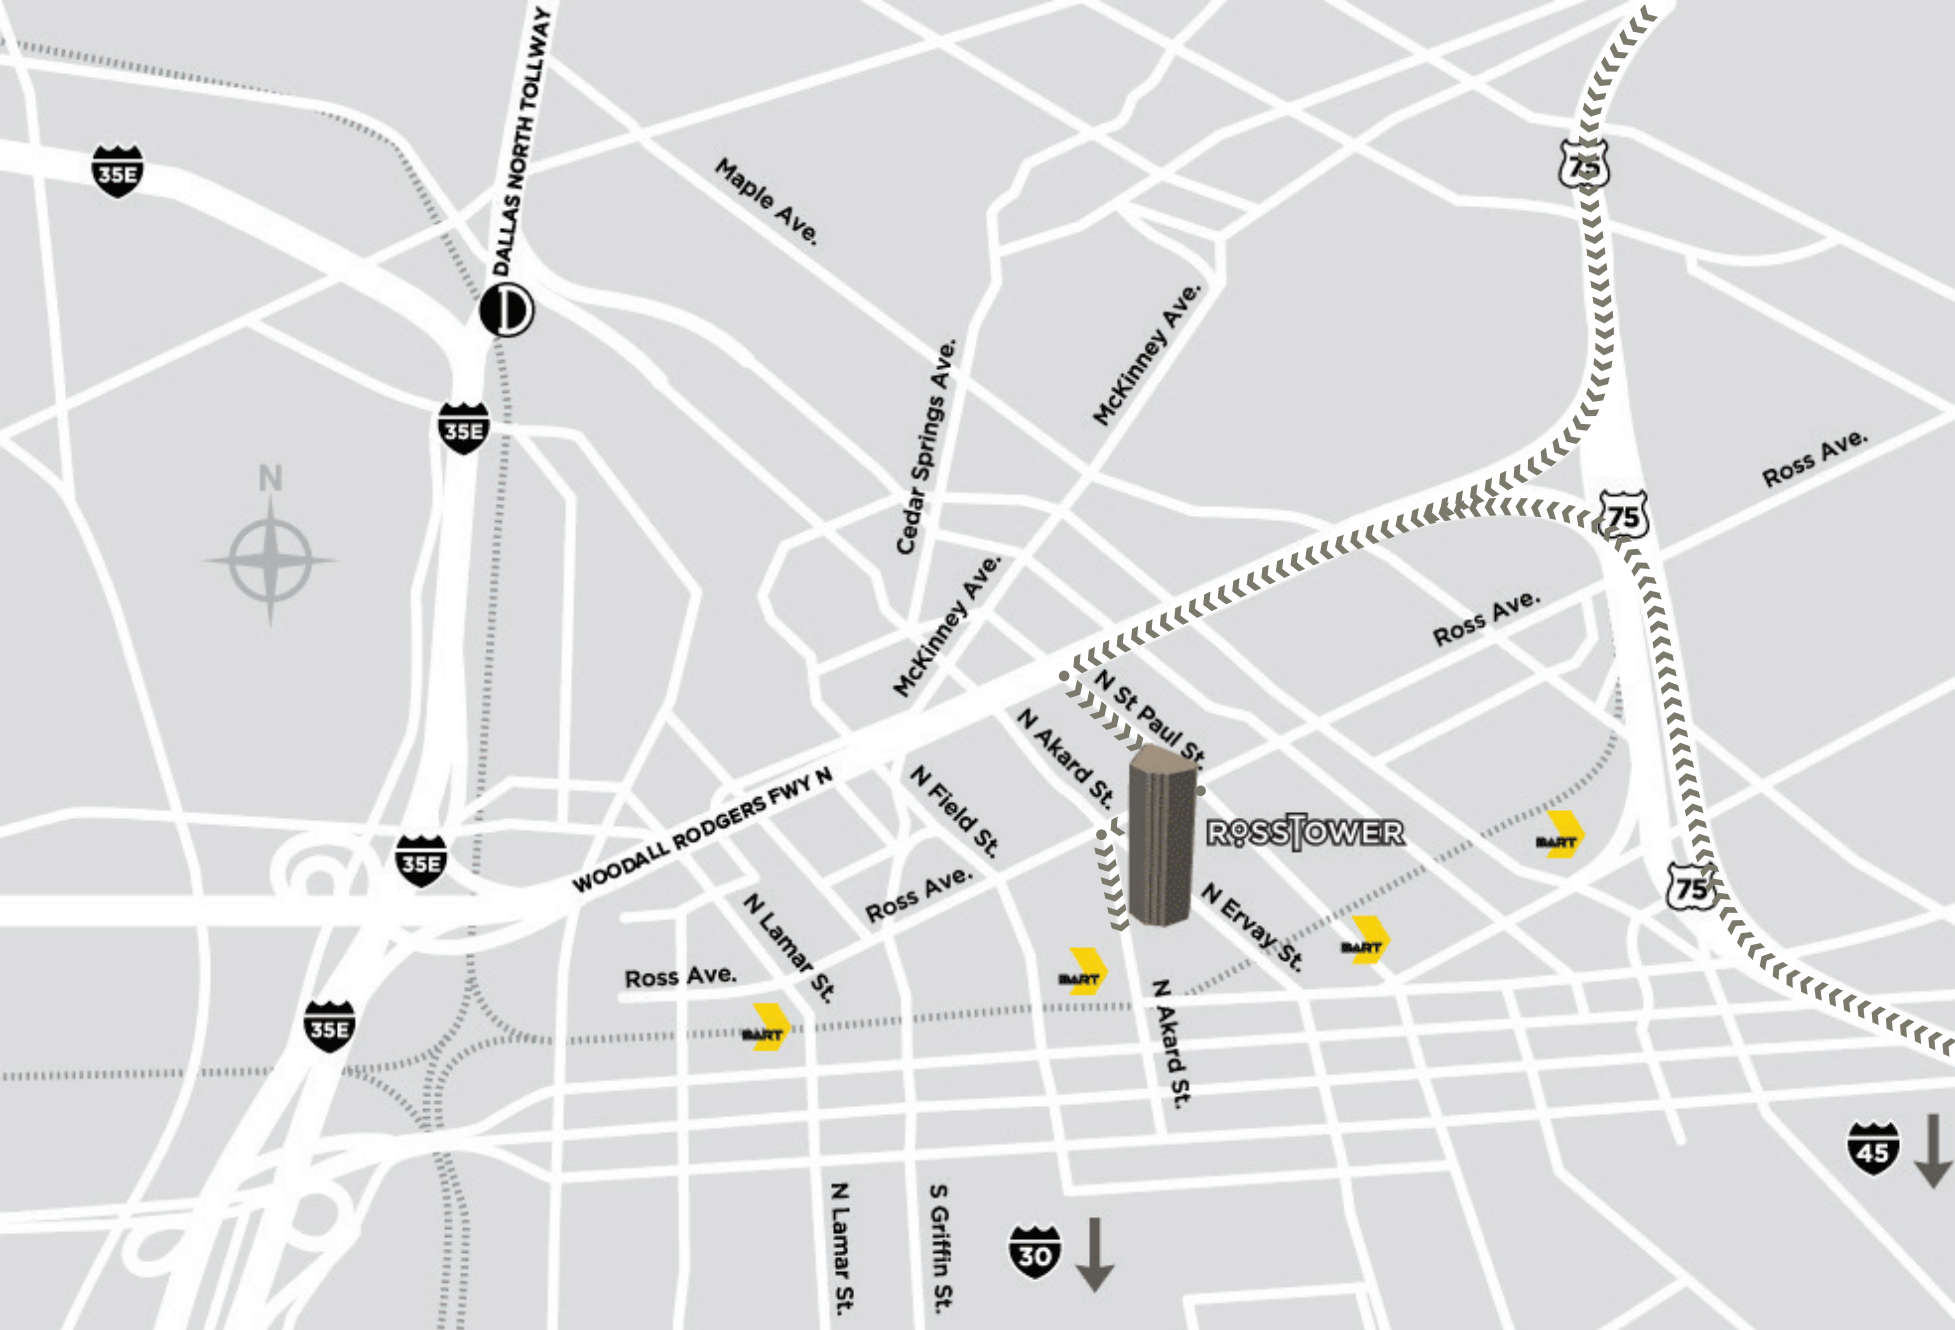 DALLAS NORTH TOLLWAY
35E
75
Maple Ave.
McKinney Ave.
Cedar Springs Ave.
35E
Ross Ave.
N
75
McKinney Ave.
Ross Ave.
N St Paul St.
N Akard St.
WOODALL RODGERS FWY N
N Field St.
ROSSTOWER
DART
35E
75
Ross Ave.
N Lamar St.
N Ervay St.
DART
Ross Ave.
DART
35E
DART
N Akard St.
45
N Lamar St.
S Griffin St.
30